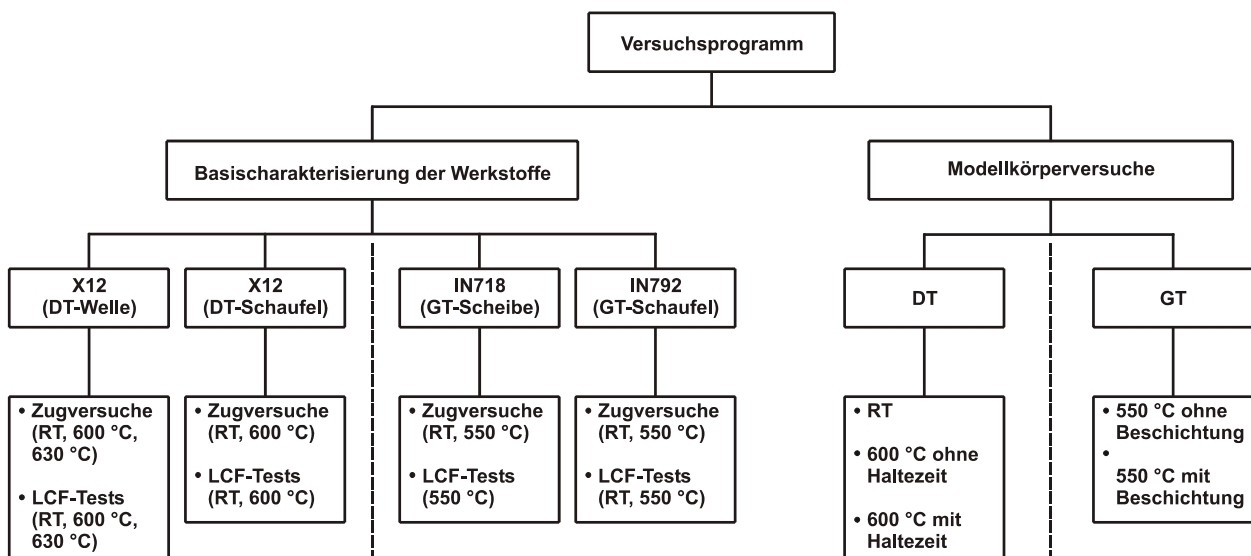 Versuchsprogramm
Basischarakterisierung der Werkstoffe
Modellkörperversuche
X12
(DT-Welle)
X12
(DT-Schaufel)
IN718
(GT-Scheibe)
IN792
(GT-Schaufel)
DT
GT
• Zugversuche
(RT, 600 °C,
630 °C)
• LCF-Tests
(RT, 600 °C,
630 °C)
• Zugversuche
(RT, 600 °C)
• LCF-Tests
(RT, 600 °C)
• Zugversuche
(RT, 550 °C)
• LCF-Tests
(550 °C)
• Zugversuche
(RT, 550 °C)
• LCF-Tests
(RT, 550 °C)
• RT
• 600 °C ohne
Haltezeit
• 600 °C mit
Haltezeit
• 550 °C ohne
Beschichtung
•
550 °C mit
Beschichtung